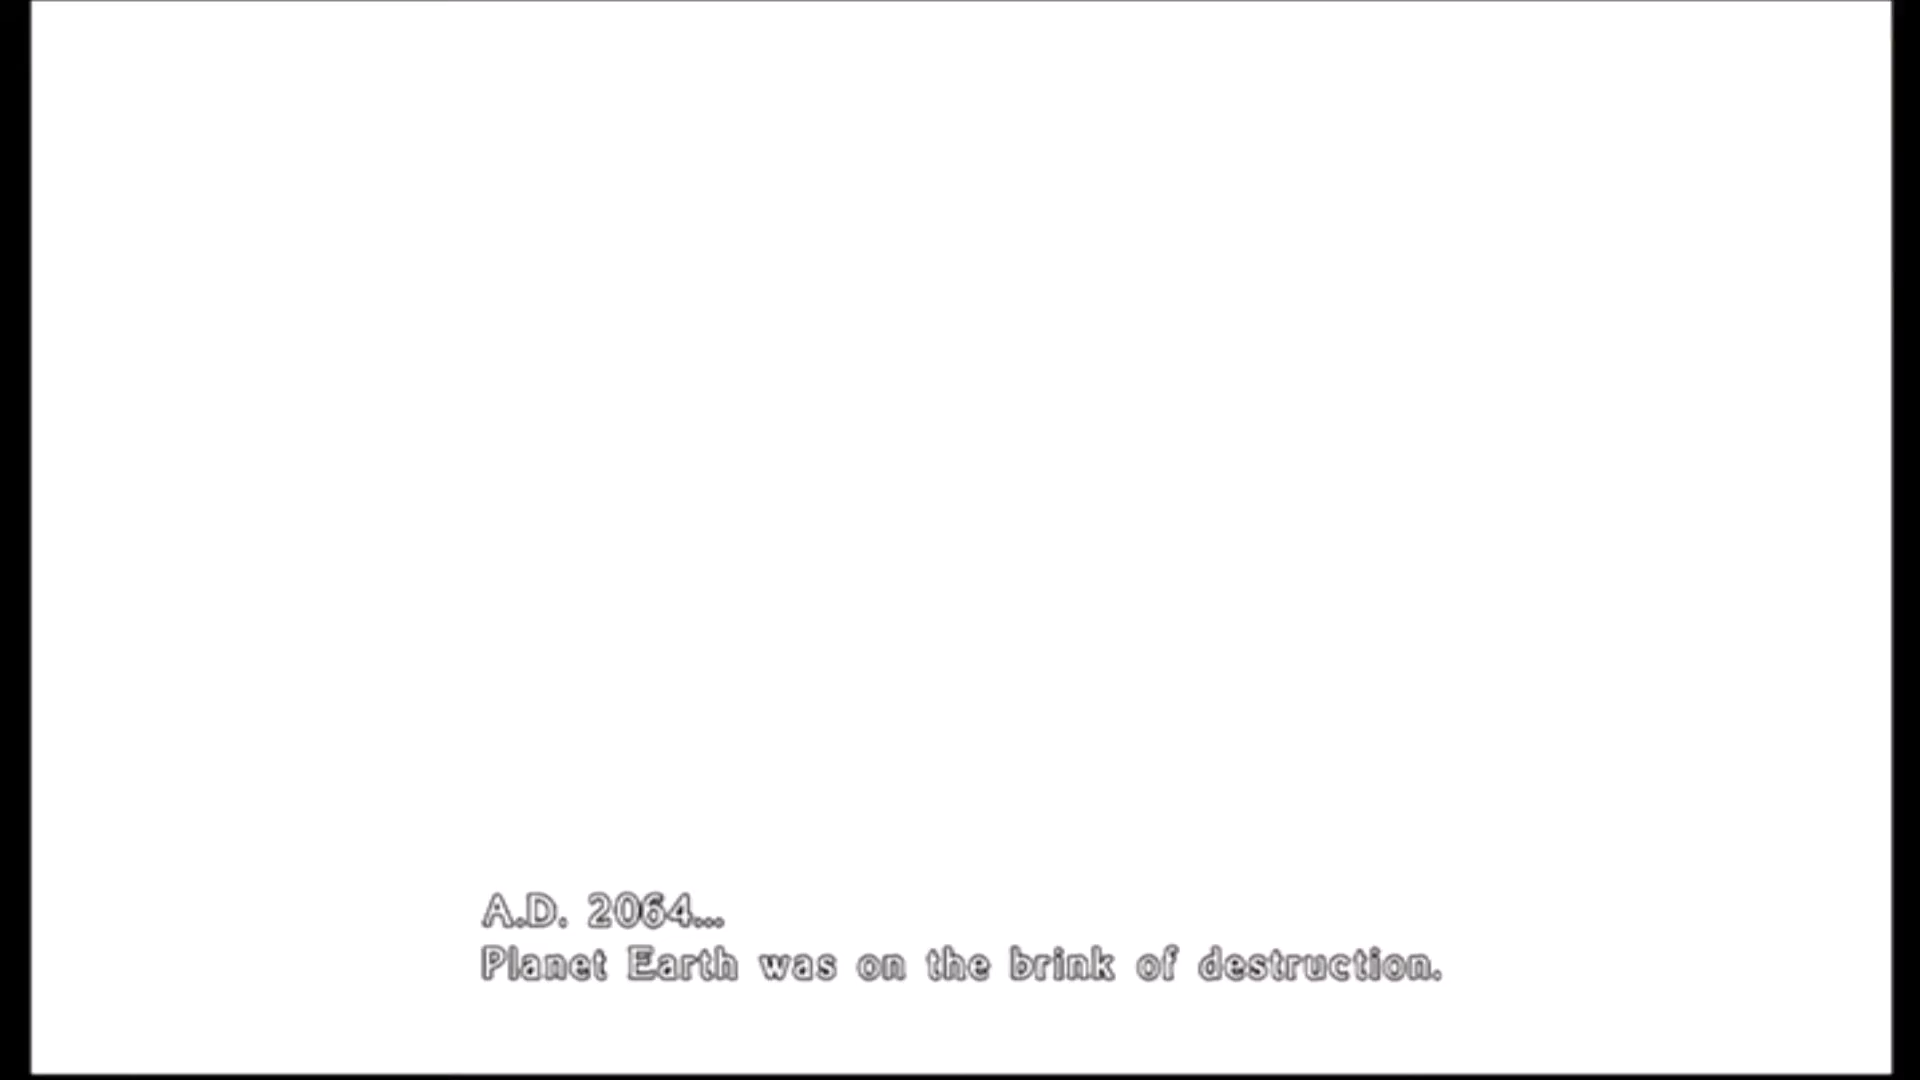 A.D. 2064...
Planet Earth was on the brink of destruction.